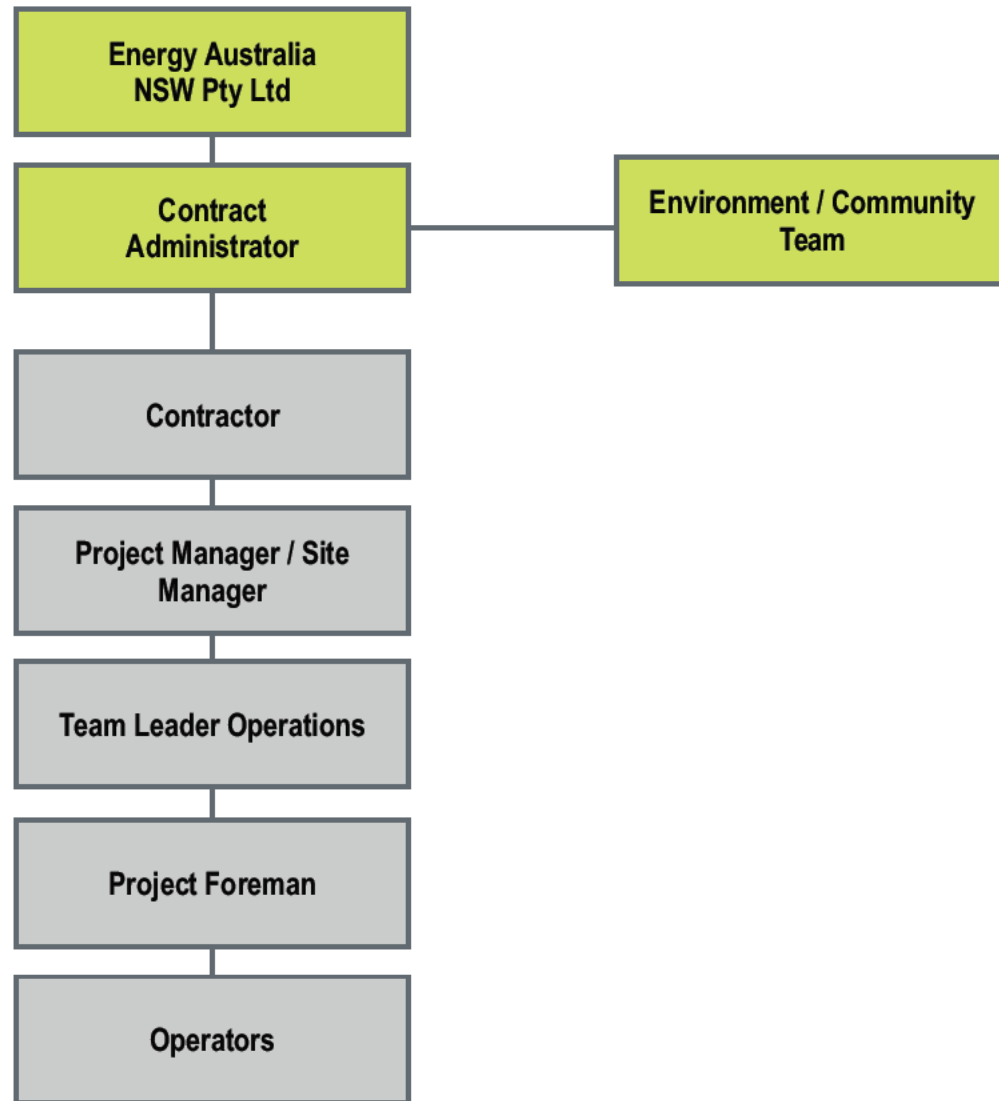 Energy Australia
NSW Pty Ltd
Contract
Administrator
Environment / Community
Team
Contractor
Project Manager / Site
Manager
Team Leader Operations
Project Foreman
Operators